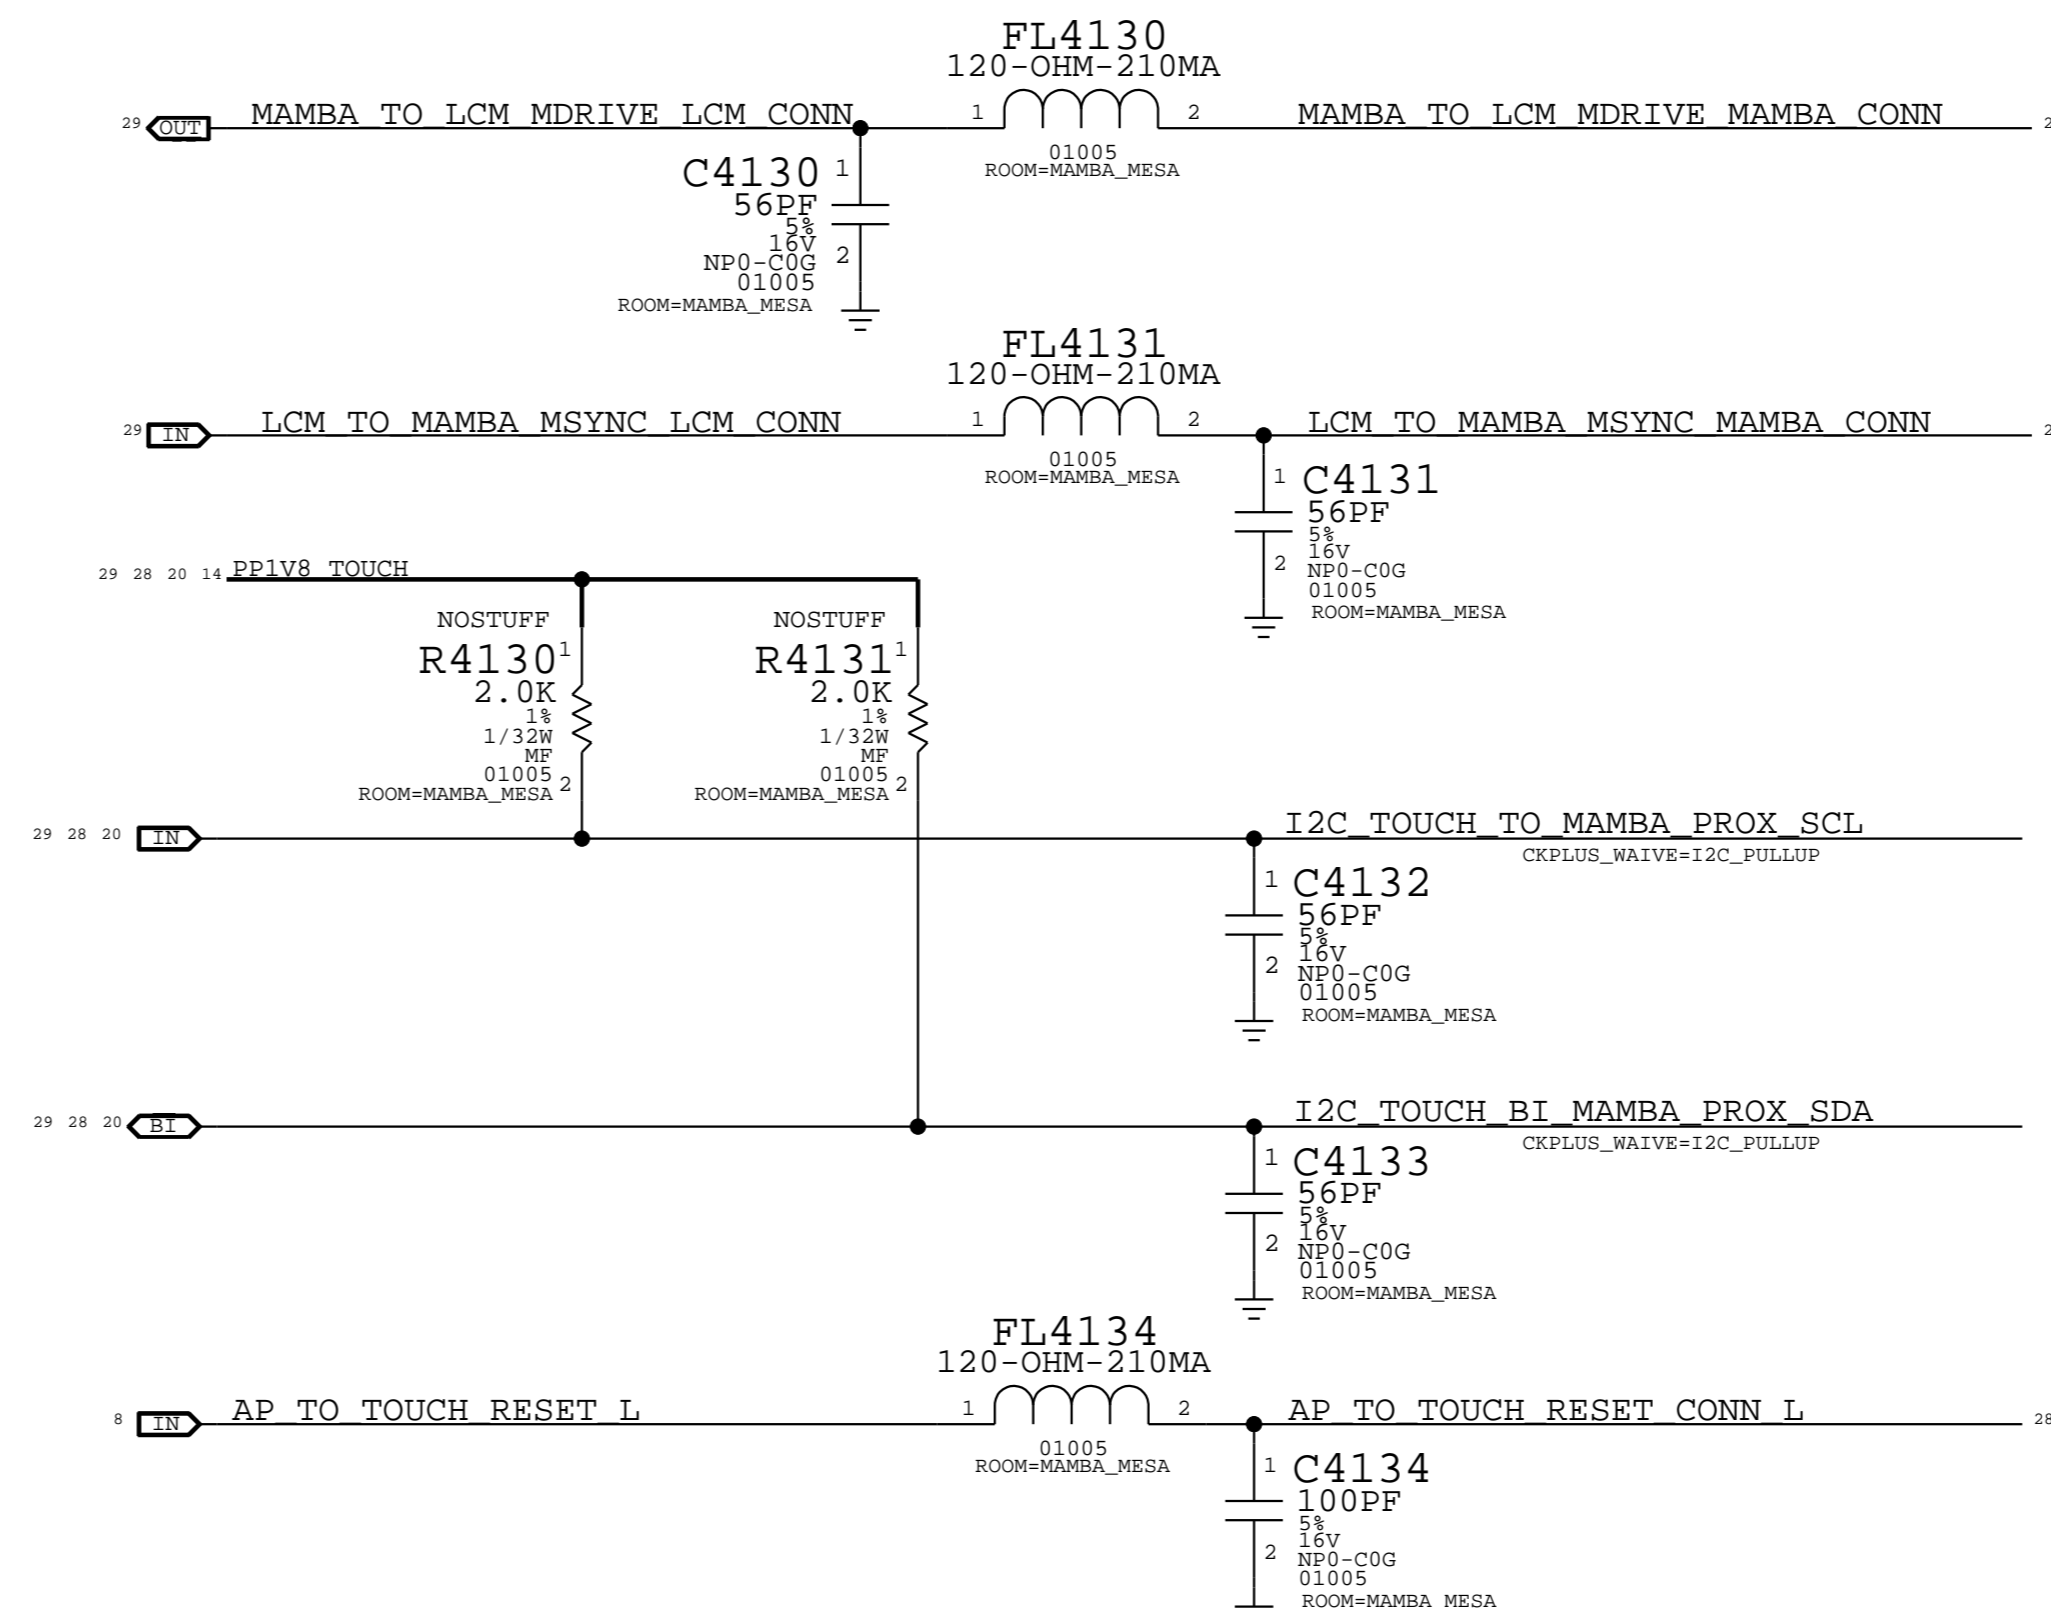 FL4130
120-OHM-210MA
29 OUT MAMBA_TO_LCM_MDRIVE_LCM_CONN 1 2 MAMBA_TO_LCM_MDRIVE_MAMBA_CONN 2
01005
ROOM=MAMBA_MESA
C4130 1
56PF
5%
16V
NP0-C0G 2
01005
ROOM=MAMBA_MESA
FL4131
120-OHM-210MA
29 IN LCM_TO_MAMBA_MSYNC_LCM_CONN 1 2 LCM_TO_MAMBA_MSYNC_MAMBA_CONN 2
01005
ROOM=MAMBA_MESA
1 C4131
56PF
5%
16V
2 NP0-C0G
01005
ROOM=MAMBA_MESA
29 28 20 14 PP1V8_TOUCH
NOSTUFF
R4130 1
2.0K
1%
1/32W
MF
01005 2
ROOM=MAMBA_MESA
NOSTUFF
R4131 1
2.0K
1%
1/32W
MF
01005 2
ROOM=MAMBA_MESA
29 28 20 IN I2C_TOUCH_TO_MAMBA_PROX_SCL
CKPLUS_WAIVE=I2C_PULLUP
1 C4132
56PF
5%
16V
2 NP0-C0G
01005
ROOM=MAMBA_MESA
29 28 20 BI I2C_TOUCH_BI_MAMBA_PROX_SDA
CKPLUS_WAIVE=I2C_PULLUP
1 C4133
56PF
5%
16V
2 NP0-C0G
01005
ROOM=MAMBA_MESA
FL4134
120-OHM-210MA
8 IN AP_TO_TOUCH_RESET_L 1 2 AP_TO_TOUCH_RESET_CONN_L 28
01005
ROOM=MAMBA_MESA
1 C4134
100PF
5%
16V
2 NP0-C0G
01005
ROOM=MAMBA_MESA